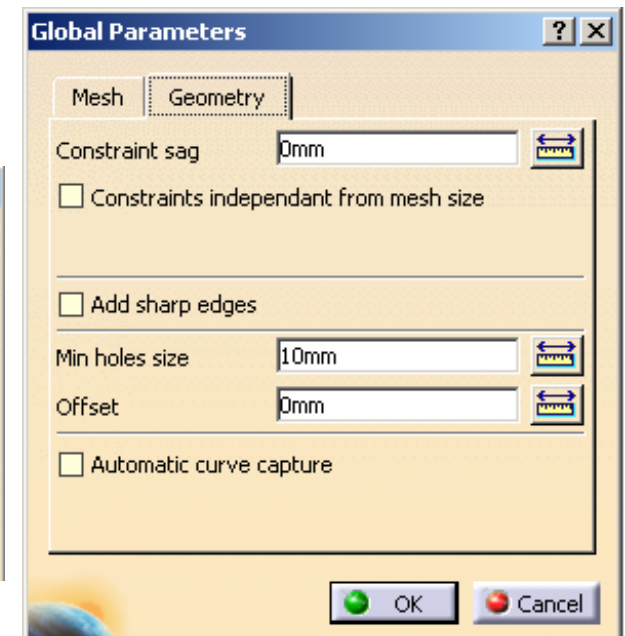 Global Parameters
Mesh Geometry
Constraint sag 0mm
Constraints independant from mesh size
Add sharp edges
Min holes size 10mm
Offset 0mm
Automatic curve capture
OK Cancel